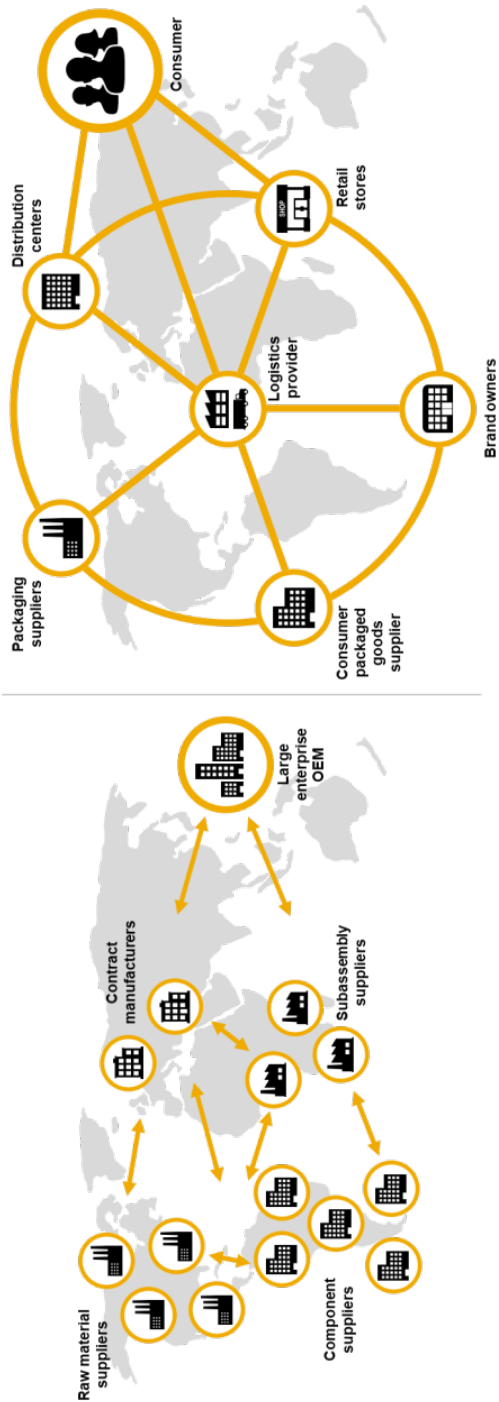 Raw material
suppliers
Contract
manufacturers
Component
suppliers
Subassembly
suppliers
Large
enterprise
OEM
Packaging
suppliers
Distribution
centers
Consumer
Logistics
provider
SHOP
Retail
stores
Consumer
packaged
goods
supplier
Brand owners